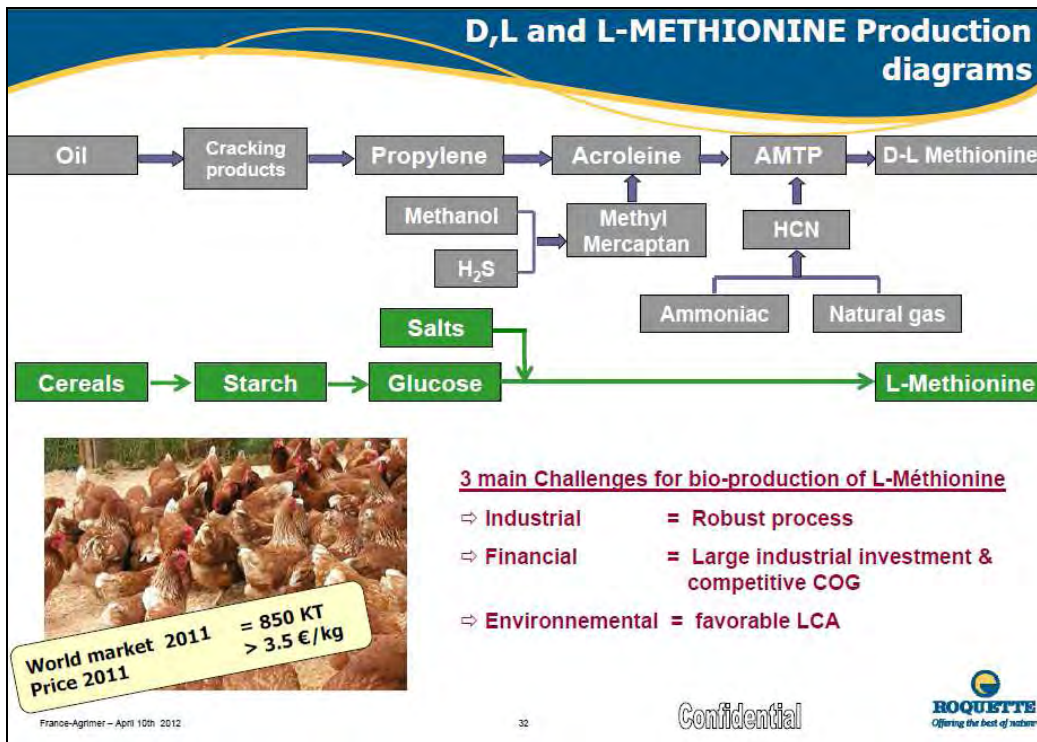 D,L and L-METHIONINE Production
diagrams
Oil
Cracking
products
Propylene
Acroleine
AMTP
D-L Methionine
Methanol
H₂S
Methyl
Mercaptan
HCN
Ammoniac
Natural gas
Salts
Cereals
Starch
Glucose
L-Methionine
3 main Challenges for bio-production of L-Méthionine
⇨ Industrial = Robust process
⇨ Financial = Large industrial investment &
competitive COG
⇨ Environnemental = favorable LCA
World market 2011 = 850 KT
Price 2011 > 3.5 €/kg
France-Agrimer – April 10th 2012
32
Confidential
ROQUETTE
Offering the best of nature